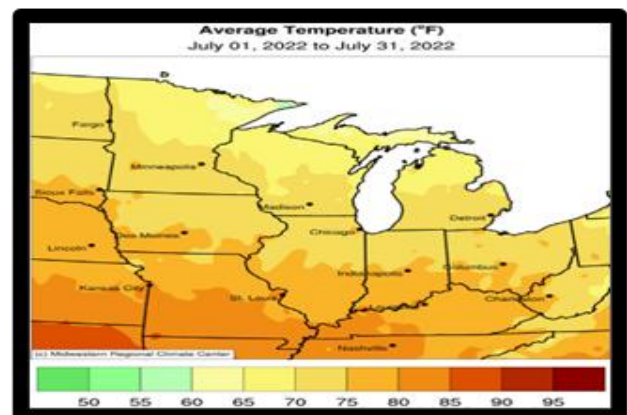 Average Temperature (°F)
July 01, 2022 to July 31, 2022
Fargo
Minneapolis
Sioux Falls
Madison
Detroit
Chicago
Des Moines
Lincoln
Indianapolis
Columbus
Kansas City
St. Louis
Charleston
Nashville
(c) Midwestern Regional Climate Center
50 55 60 65 70 75 80 85 90 95